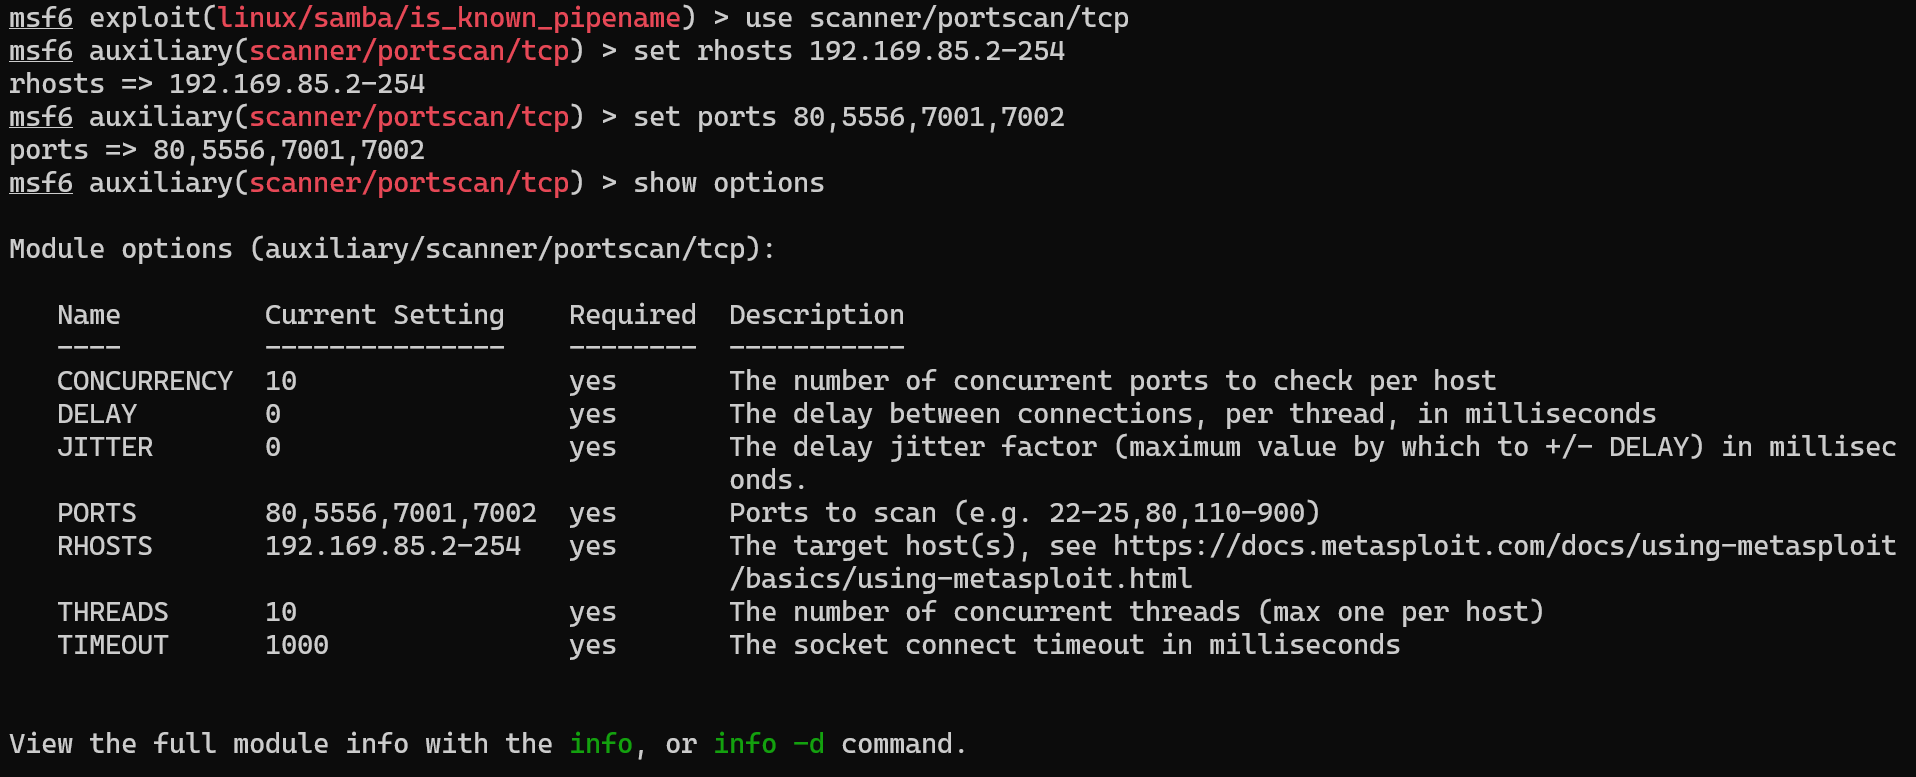 msf6 exploit(linux/samba/is_known_pipename) > use scanner/portscan/tcp
msf6 auxiliary(scanner/portscan/tcp) > set rhosts 192.169.85.2-254
rhosts => 192.169.85.2-254
msf6 auxiliary(scanner/portscan/tcp) > set ports 80,5556,7001,7002
ports => 80,5556,7001,7002
msf6 auxiliary(scanner/portscan/tcp) > show options

Module options (auxiliary/scanner/portscan/tcp):

   Name         Current Setting    Required  Description
   ----         ---------------    --------  -----------
   CONCURRENCY  10                 yes       The number of concurrent ports to check per host
   DELAY        0                  yes       The delay between connections, per thread, in milliseconds
   JITTER       0                  yes       The delay jitter factor (maximum value by which to +/- DELAY) in millisec
                                             onds.
   PORTS        80,5556,7001,7002  yes       Ports to scan (e.g. 22-25,80,110-900)
   RHOSTS       192.169.85.2-254   yes       The target host(s), see https://docs.metasploit.com/docs/using-metasploit
                                             /basics/using-metasploit.html
   THREADS      10                 yes       The number of concurrent threads (max one per host)
   TIMEOUT      1000               yes       The socket connect timeout in milliseconds


View the full module info with the info, or info -d command.